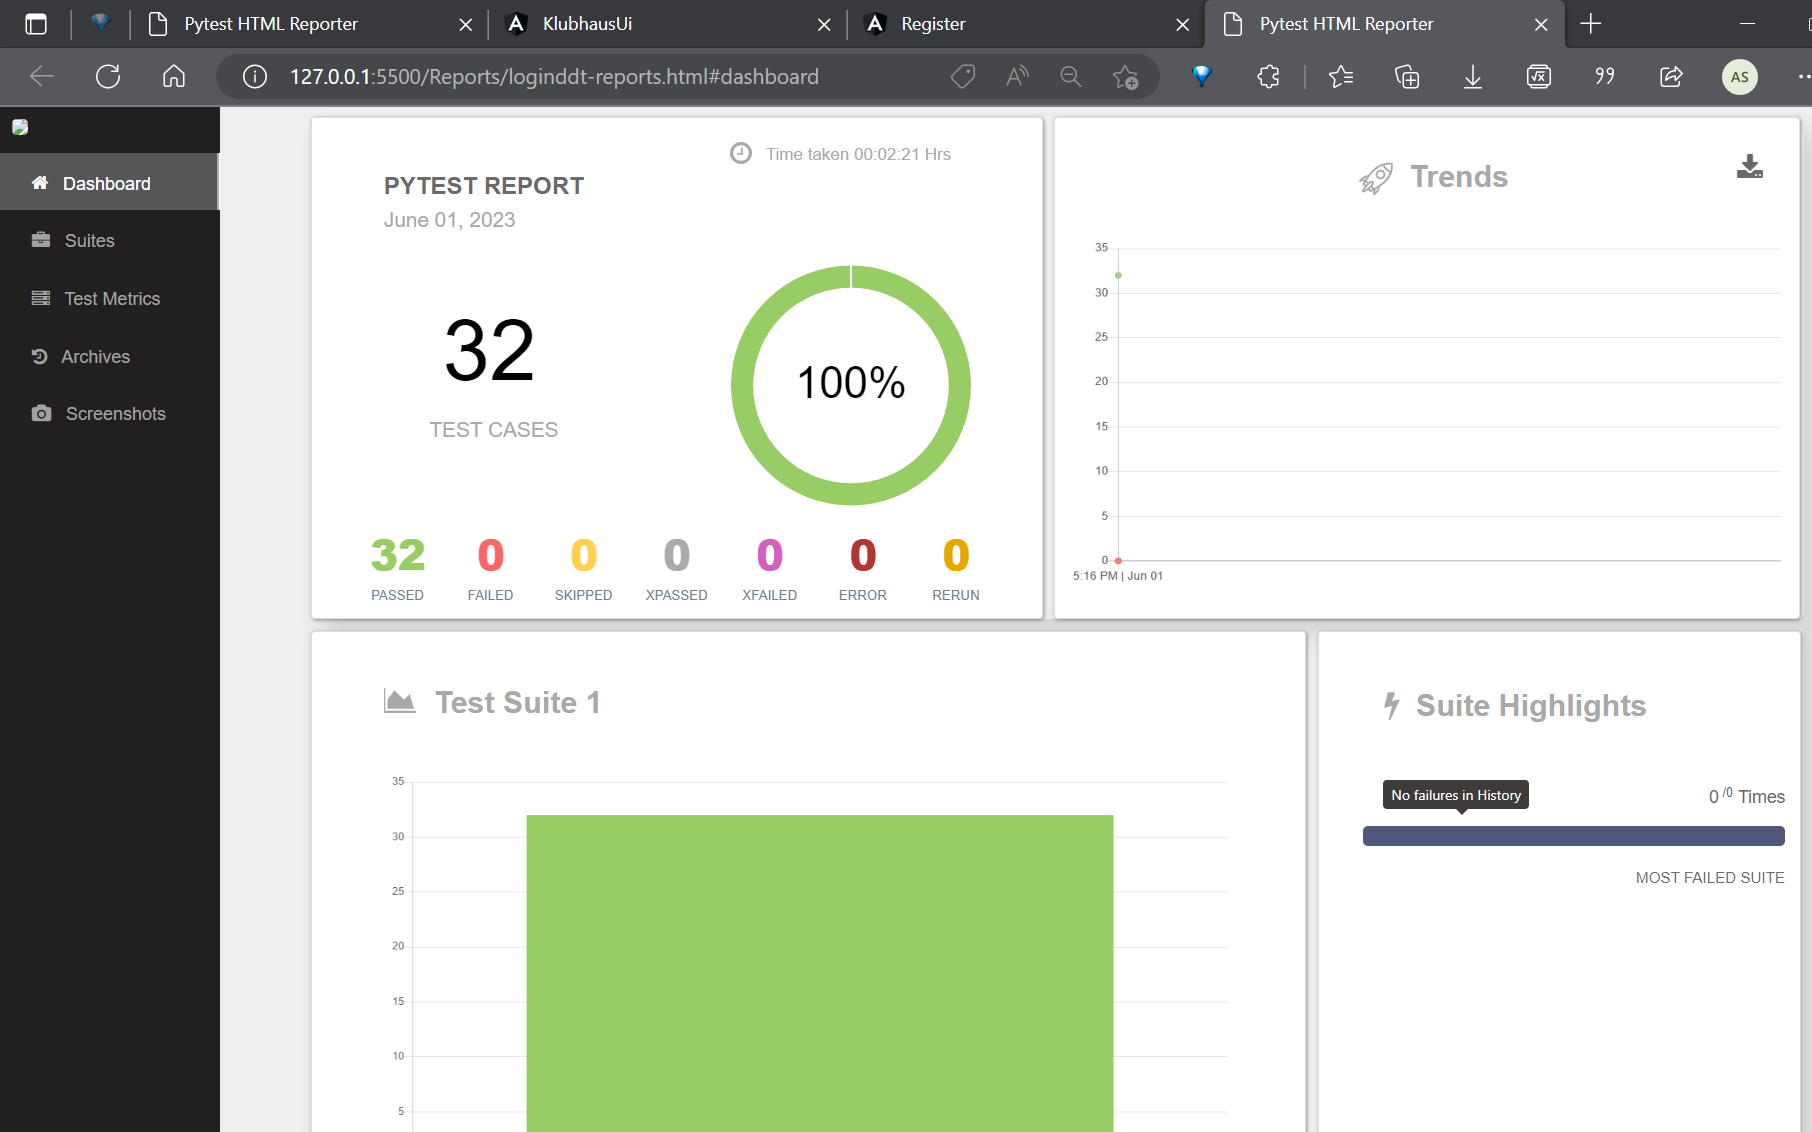 Pytest HTML Reporter
KlubhausUi
Register
Pytest HTML Reporter
127.0.0.1:5500/Reports/loginddt-reports.html#dashboard
AS
Dashboard
Suites
Test Metrics
Archives
Screenshots
Time taken 00:02:21 Hrs
PYTEST REPORT
June 01, 2023
32
TEST CASES
100%
32 0 0 0 0 0 0
PASSED FAILED SKIPPED XPASSED XFAILED ERROR RERUN
Trends
35
30
25
20
15
10
5
0
5:16 PM | Jun 01
Test Suite 1
35
30
25
20
15
10
5
Suite Highlights
No failures in History
0 /0 Times
MOST FAILED SUITE